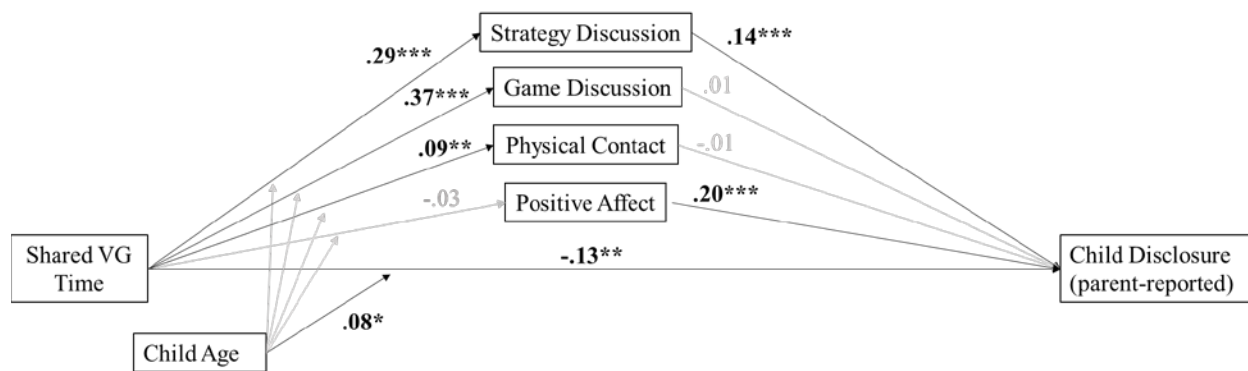 Strategy Discussion
.14***
.29***
Game Discussion
.01
.37***
Physical Contact
-.01
.09**
Positive Affect
.20***
-.03
Shared VG
Time
-.13**
Child Disclosure
(parent-reported)
.08*
Child Age